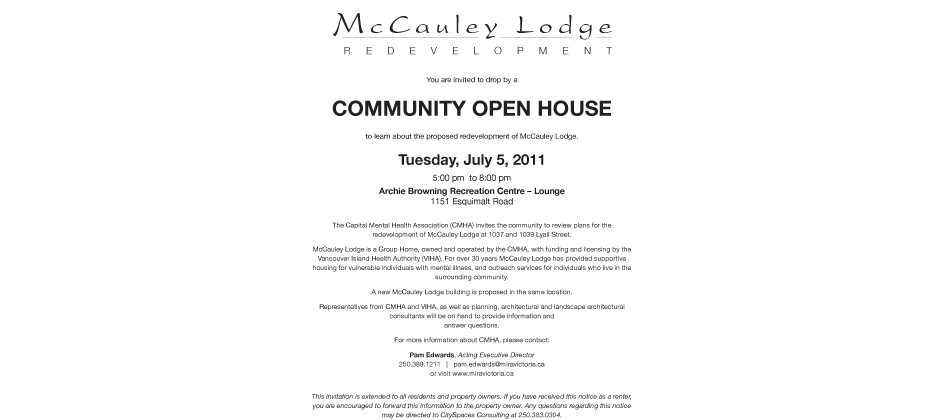 McCauley Lodge
REDEVELOPMENT
You are invited to drop by a
COMMUNITY OPEN HOUSE
to learn about the proposed redevelopment of McCauley Lodge.
Tuesday, July 5, 2011
5:00 pm to 8:00 pm
Archie Browning Recreation Centre – Lounge
1151 Esquimalt Road
The Capital Mental Health Association (CMHA) invites the community to review plans for the
redevelopment of McCauley Lodge at 1037 and 1039 Lyall Street.
McCauley Lodge is a Group Home, owned and operated by the CMHA, with funding and licensing by the
Vancouver Island Health Authority (VIHA). For over 30 years McCauley Lodge has provided supportive
housing for vulnerable individuals with mental illness, and outreach services for individuals who live in the
surrounding community.
A new McCauley Lodge building is proposed in the same location.
Representatives from CMHA and VIHA, as well as planning, architectural and landscape architectural
consultants will be on hand to provide information and
answer questions.
For more information about CMHA, please contact:
Pam Edwards, Acting Executive Director
250.389.1211 | pam.edwards@miravictoria.ca
or visit www.miravictoria.ca
This invitation is extended to all residents and property owners. If you have received this notice as a renter,
you are encouraged to forward this information to the property owner. Any questions regarding this notice
may be directed to CitySpaces Consulting at 250.383.0304.